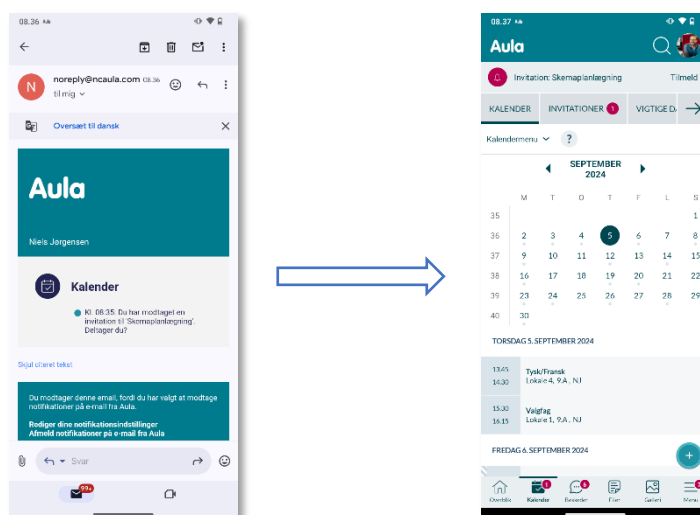 08.36
noreply@ncaula.com 08.36
N
til mig
Oversæt til dansk
Aula
Niels Jørgensen
Kalender
Kl. 08:35: Du har modtaget en
invitation til 'Skemaplanlægning'.
Deltager du?
Skjul citeret tekst
Du modtager denne email, fordi du har valgt at modtage
notifikationer på e-mail fra Aula.
Rediger dine notifikationsindstillinger
Afmeld notifikationer på e-mail fra Aula
Svar
99+
08.37
Aula
Invitation: Skemaplanlægning Tilmeld
KALENDER INVITATIONER 1 VIGTIGE D
Kalendermenu ?
SEPTEMBER
2024
M T O T F L S
35 1
36 2 3 4 5 6 7 8
37 9 10 11 12 13 14 15
38 16 17 18 19 20 21 22
39 23 24 25 26 27 28 29
40 30
TORSDAG 5. SEPTEMBER 2024
13.45 Tysk/Fransk
14.30 Lokale 4, 9.A, NJ
15.30 Valgfag
16.15 Lokale 1, 9.A, NJ
FREDAG 6. SEPTEMBER 2024
+
1 6
Overblik Kalender Beskeder Filer Galleri Menu